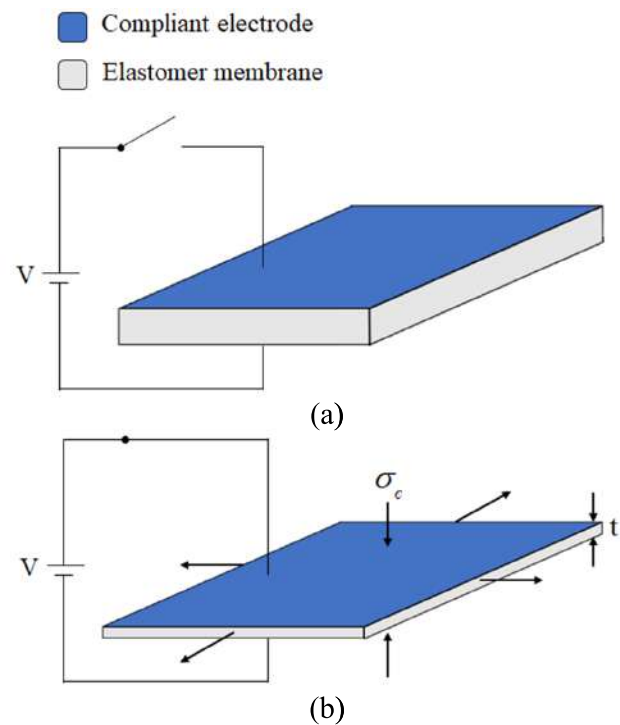 Compliant electrode
Elastomer membrane
V
(a)
σc
t
V
(b)